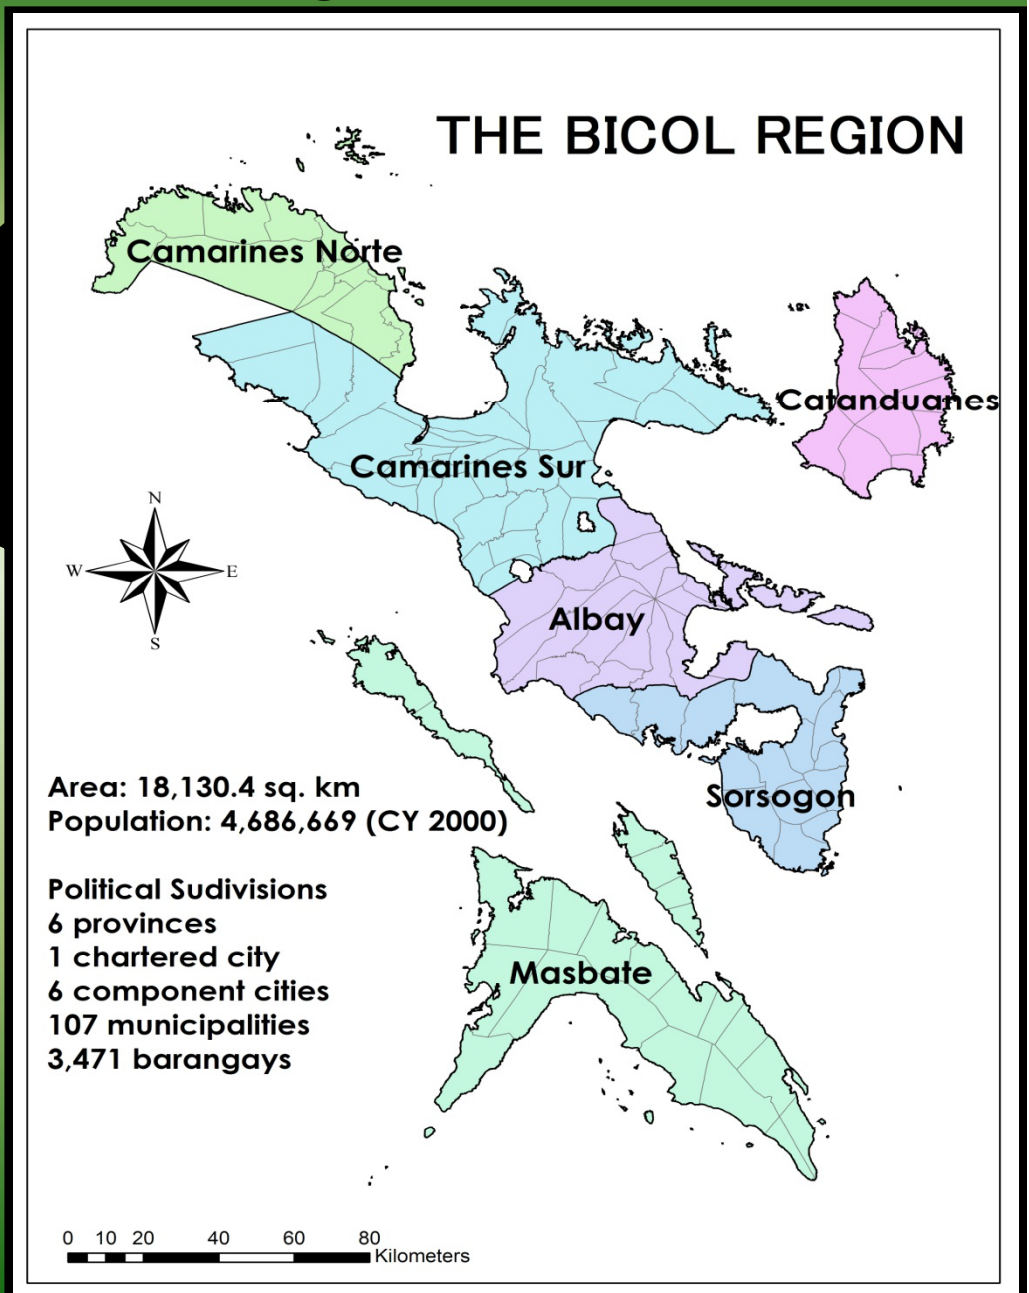 THE BICOL REGION
Camarines Norte
Catanduanes
Camarines Sur
N
W
E
S
Albay
Area: 18,130.4 sq. km
Population: 4,686,669 (CY 2000)
Sorsogon
Political Sudivisions
6 provinces
1 chartered city
6 component cities
107 municipalities
3,471 barangays
Masbate
0 10 20 40 60 80
Kilometers